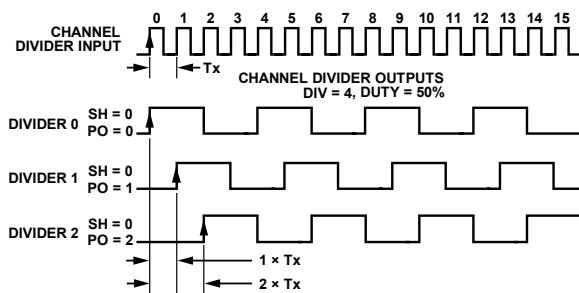 0 1 2 3 4 5 6 7 8 9 10 11 12 13 14 15
CHANNEL
DIVIDER INPUT
Tx
CHANNEL DIVIDER OUTPUTS
DIV = 4, DUTY = 50%
DIVIDER 0
SH = 0
PO = 0
DIVIDER 1
SH = 0
PO = 1
DIVIDER 2
SH = 0
PO = 2
1 × Tx
2 × Tx